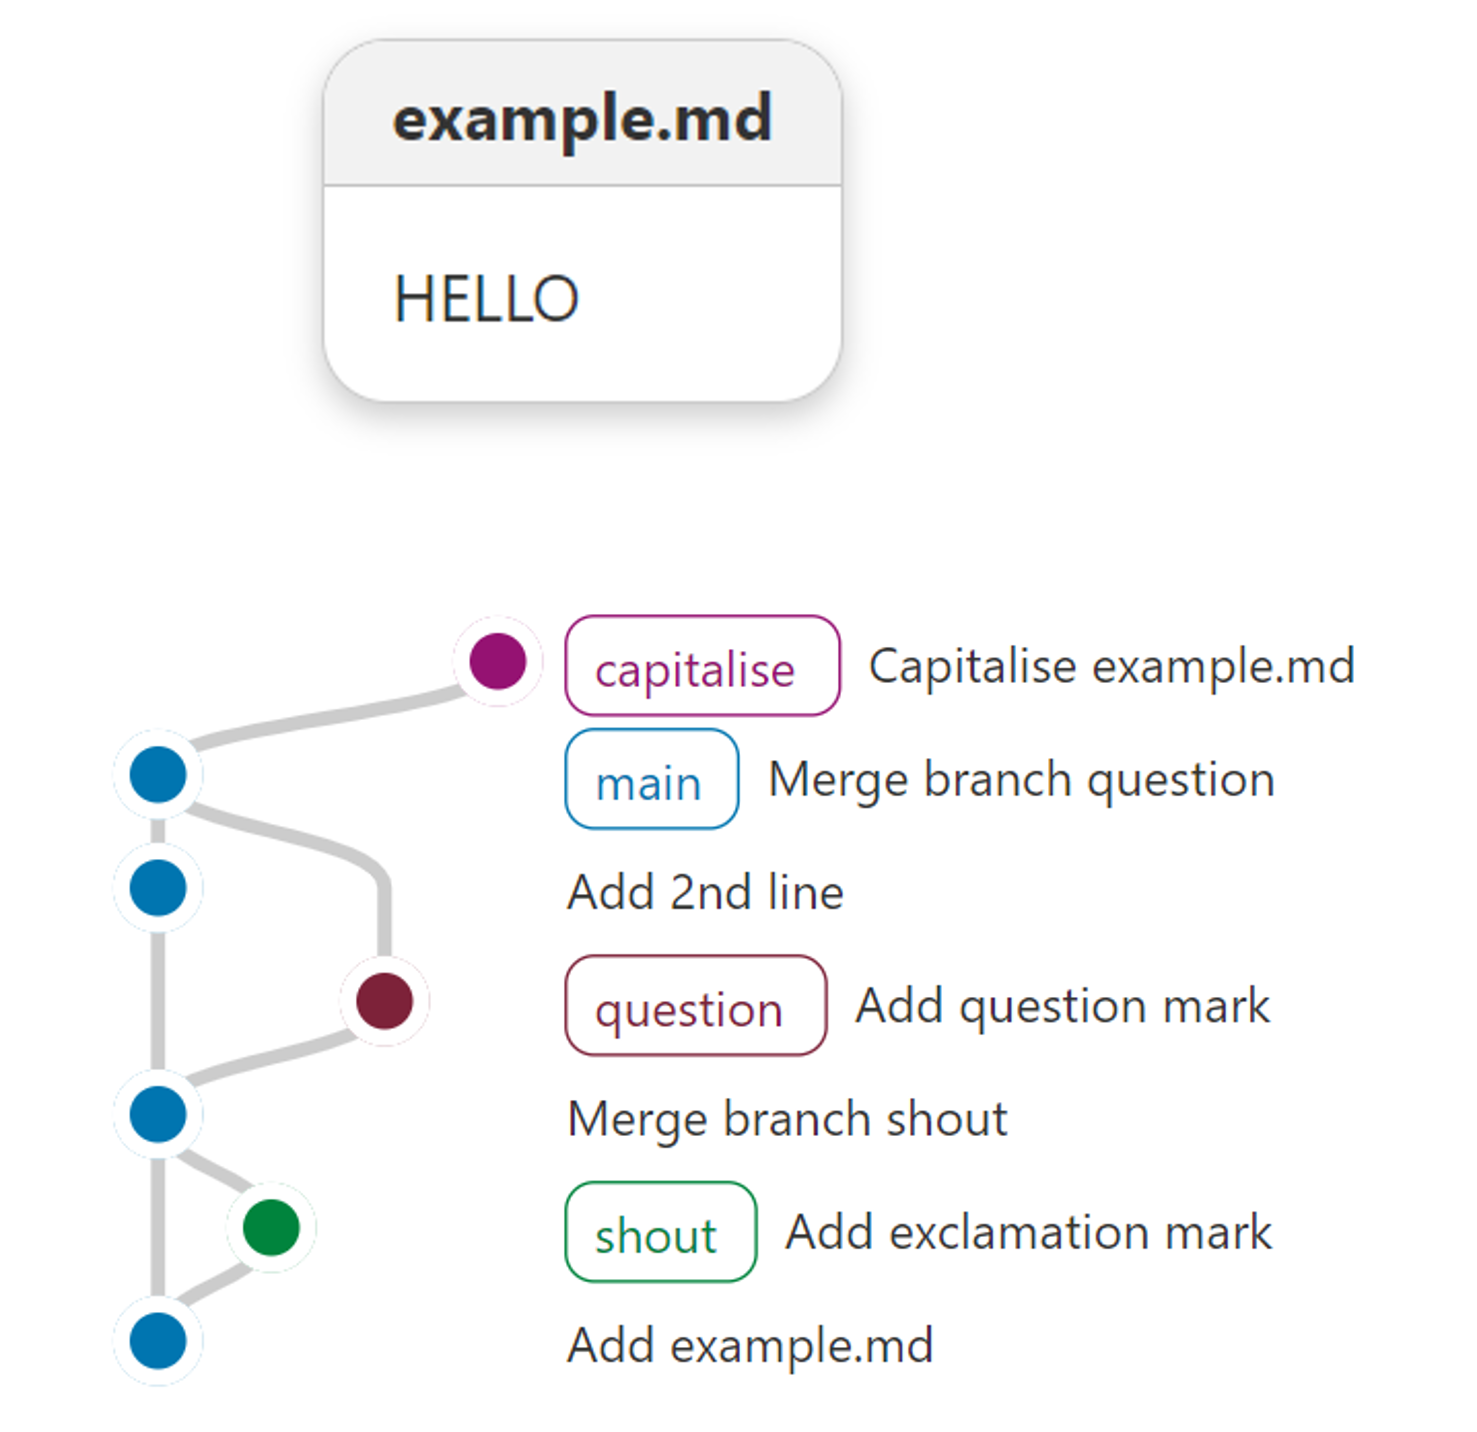 example.md
HELLO
capitalise Capitalise example.md
main Merge branch question
Add 2nd line
question Add question mark
Merge branch shout
shout Add exclamation mark
Add example.md